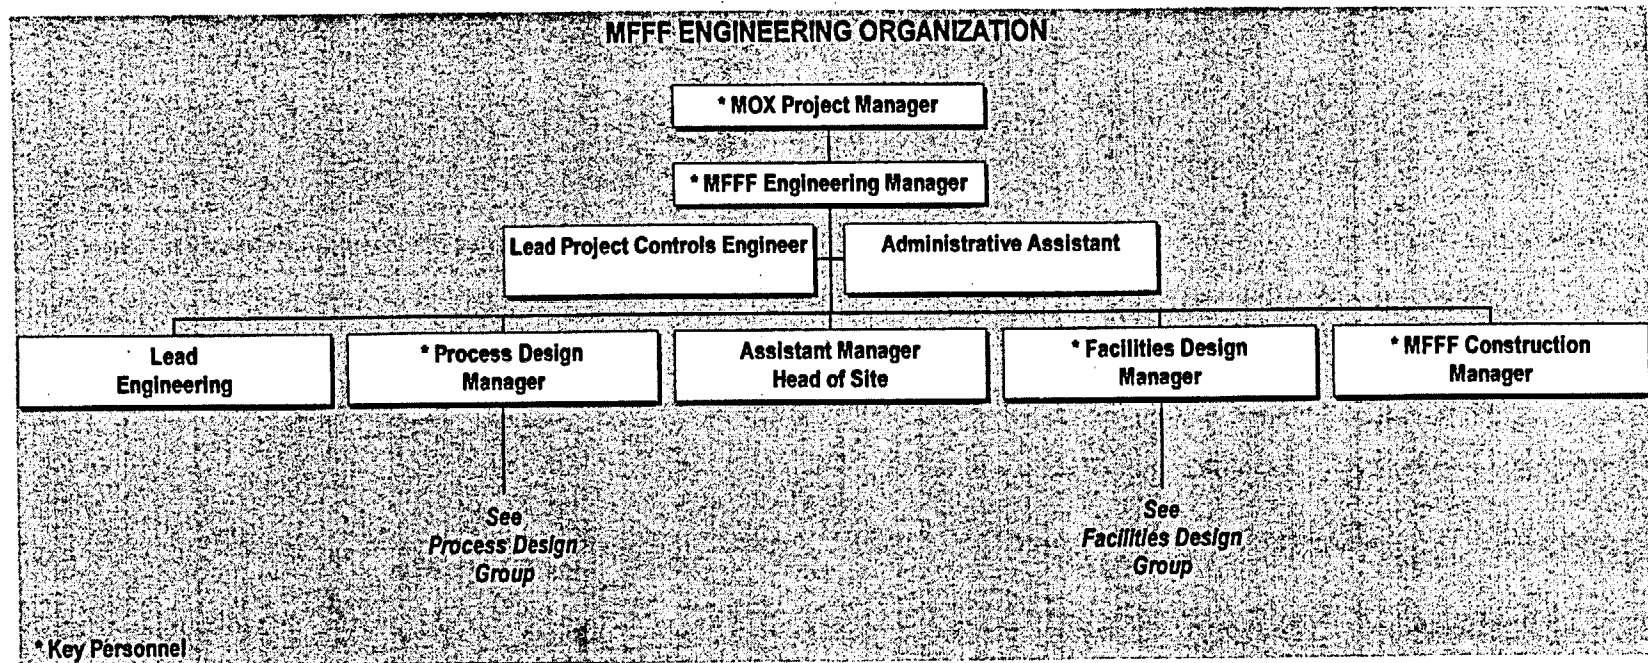 MFFF ENGINEERING ORGANIZATION
* MOX Project Manager
* MFFF Engineering Manager
Lead Project Controls Engineer
Administrative Assistant
Lead
Engineering
* Process Design
Manager
Assistant Manager
Head of Site
* Facilities Design
Manager
* MFFF Construction
Manager
See
Process Design
Group
See
Facilities Design
Group
* Key Personnel